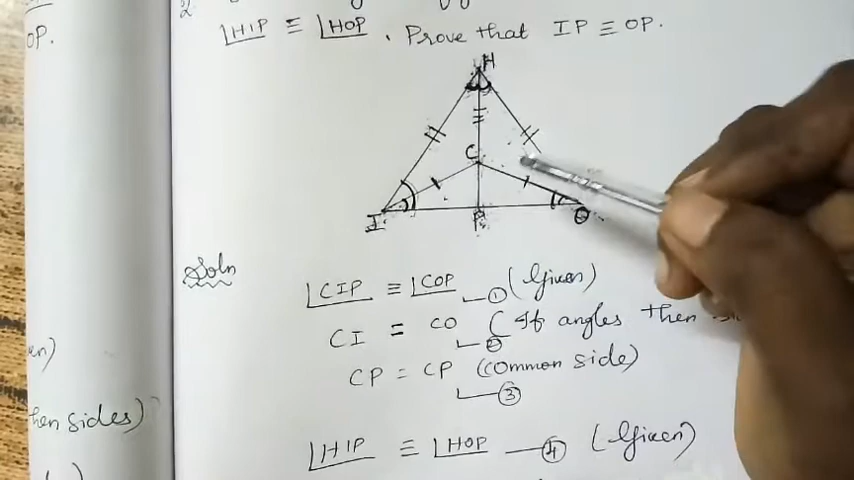 OP.
2
∟HIP ≡ ∟HOP . Prove that IP ≡ OP.
H
C
I P O
Soln
∟CIP ≡ ∟COP ① (Given)
CI = CO ② ( If angles then
CP = CP (common side)
③
∟HIP ≡ ∟HOP ④ (Given)
en)
then sides)